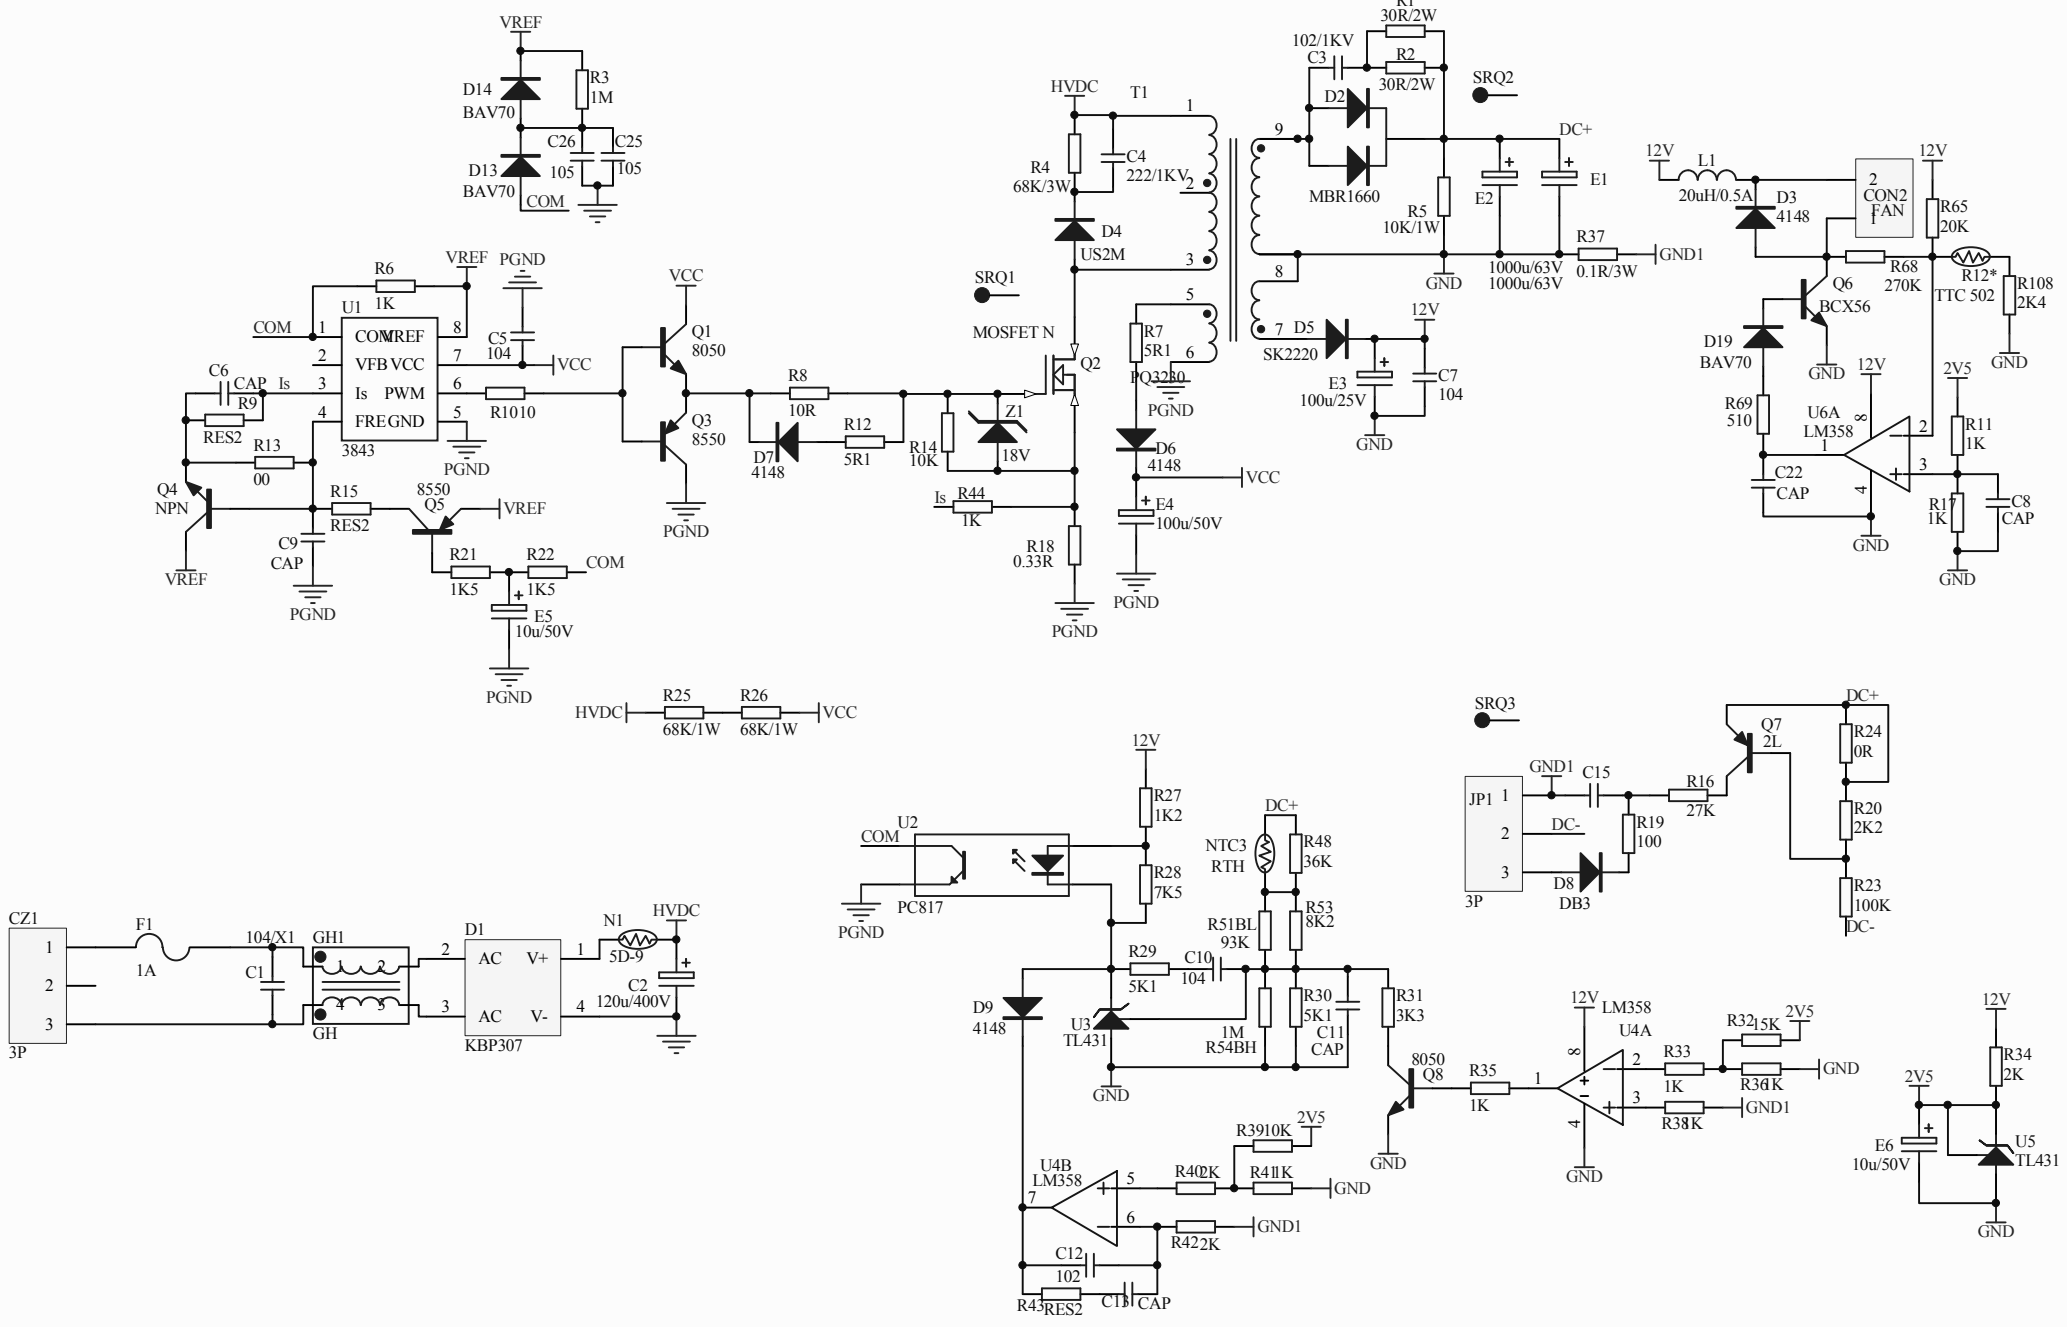 VREF
D14
BAV70
R3
1M
C26
105
C25
105
D13
BAV70
COM
R6
1K
VREF
PGND
U1
COM
1
COM
VREF
8
C5
104
2
VFB
VCC
7
VCC
C6
CAP
Is
3
Is
PWM
6
R10
10
R9
RES2
4
FRE
GND
5
3843
PGND
R13
00
Q4
NPN
VREF
R15
RES2
8550
Q5
VREF
C9
CAP
PGND
R21
1K5
R22
1K5
COM
E5
10u/50V
PGND
VCC
Q1
8050
Q3
8550
PGND
R8
10R
D7
4148
R12
5R1
R14
10K
Z1
18V
Is
R44
1K
R18
0.33R
PGND
SRQ1
MOSFET N
Q2
HVDC
T1
R4
68K/3W
C4
222/1KV
D4
US2M
1
2
3
5
6
R7
5R1
PQ3230
PGND
D6
4148
VCC
E4
100u/50V
PGND
9
8
7
102/1KV
C3
R1
30R/2W
R2
30R/2W
D2
MBR1660
SRQ2
R5
10K/1W
E2
E1
DC+
1000u/63V
1000u/63V
R37
0.1R/3W
GND1
GND
D5
SK2220
12V
E3
100u/25V
C7
104
GND
12V
L1
20uH/0.5A
D3
4148
2
CON2
FAN
1
12V
R65
20K
R68
270K
R12*
TTC 502
R108
2K4
GND
Q6
BCX56
GND
D19
BAV70
R69
510
12V
U6A
LM358
8
1
2
3
4
2V5
R11
1K
C22
CAP
GND
R17
1K
C8
CAP
GND
HVDC
R25
68K/1W
R26
68K/1W
VCC
SRQ3
DC+
Q7
2L
R24
0R
GND1
C15
R16
27K
JP1
1
2
3
3P
DC-
R19
100
D8
DB3
R20
2K2
R23
100K
DC-
12V
R27
1K2
COM
U2
PC817
PGND
R28
7K5
DC+
NTC3
RTH
R48
36K
R51BL
93K
R53
8K2
R29
5K1
C10
104
D9
4148
U3
TL431
1M
R54BH
R30
5K1
C11
CAP
R31
3K3
GND
8050
Q8
GND
R35
1K
12V
LM358
U4A
8
1
2
3
4
GND
R33
1K
R32
15K
2V5
R36
1K
GND
R38
1K
GND1
12V
R34
2K
2V5
E6
10u/50V
U5
TL431
GND
U4B
LM358
7
5
6
R40
2K
R39
10K
2V5
R41
1K
GND
R42
2K
GND1
C12
102
R43
RES2
C13
CAP
CZ1
1
2
3
3P
F1
1A
104/X1
C1
GH1
1
2
4
3
GH
D1
2
AC
V+
1
3
AC
V-
4
KBP307
N1
5D-9
HVDC
C2
120u/400V